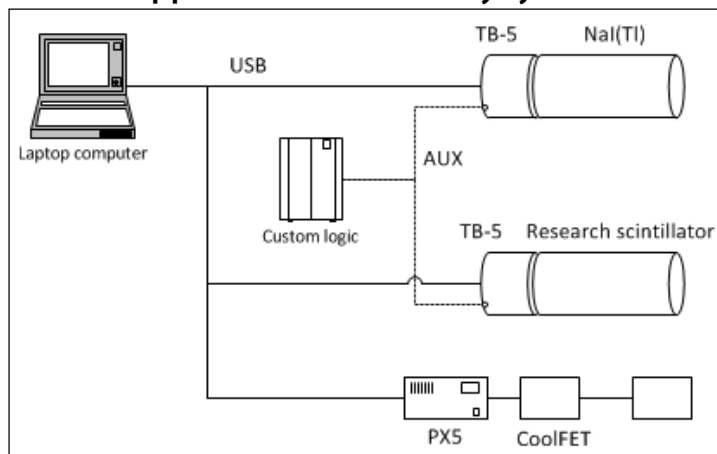 TB-5 NaI(Tl)
USB
Laptop computer
AUX
Custom logic
TB-5 Research scintillator
PX5 CoolFET